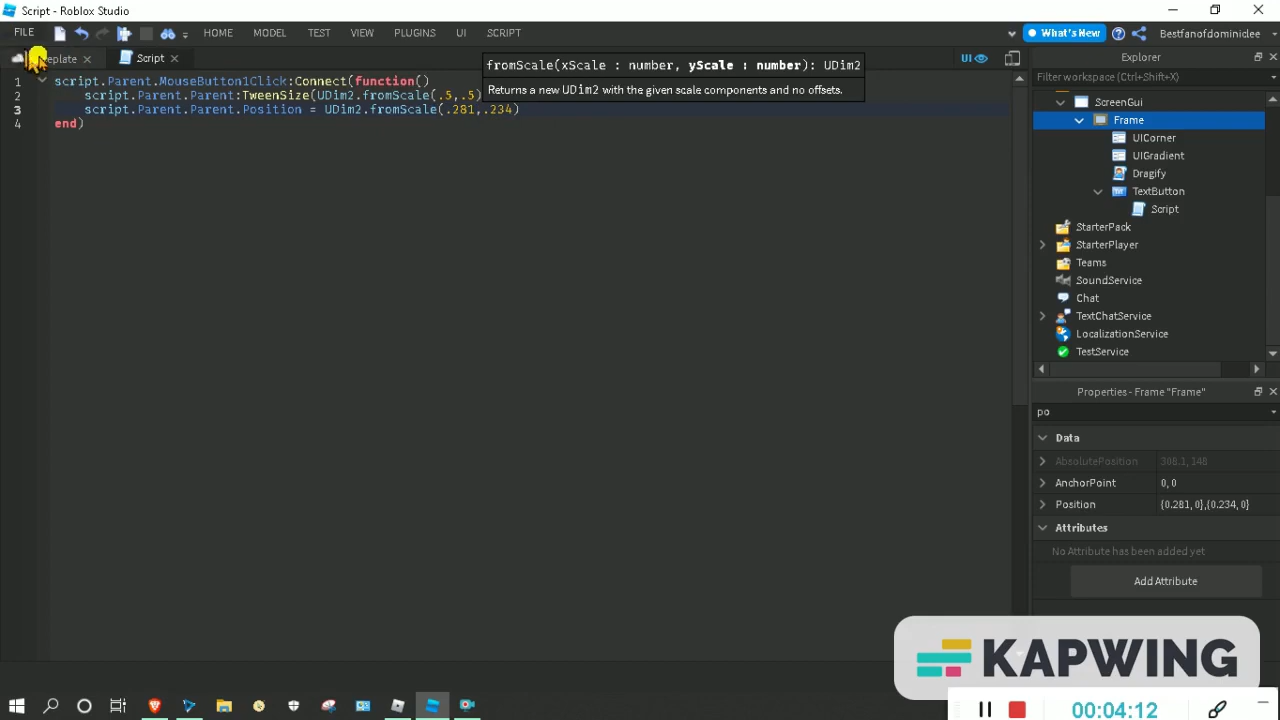 Script - Roblox Studio
FILE
HOME
MODEL
TEST
VIEW
PLUGINS
UI
SCRIPT
What's New
Bestfanofdominiclee
Script
UI
fromScale(xScale : number, yScale : number): UDim2
Returns a new UDim2 with the given scale components and no offsets.
1 script.Parent.MouseButton1Click:Connect(function()
2 script.Parent.Parent:TweenSize(UDim2.fromScale(.5,.5)
3 script.Parent.Parent.Position = UDim2.fromScale(.281,.234)
4 end)
Explorer
Filter workspace (Ctrl+Shift+X)
ScreenGui
Frame
UICorner
UIGradient
Dragify
TextButton
Script
StarterPack
StarterPlayer
Teams
SoundService
Chat
TextChatService
LocalizationService
TestService
Properties - Frame "Frame"
po
Data
AbsolutePosition 308.1, 148
AnchorPoint 0, 0
Position {0.281, 0},{0.234, 0}
Attributes
No Attribute has been added yet
Add Attribute
KAPWING
00:04:12